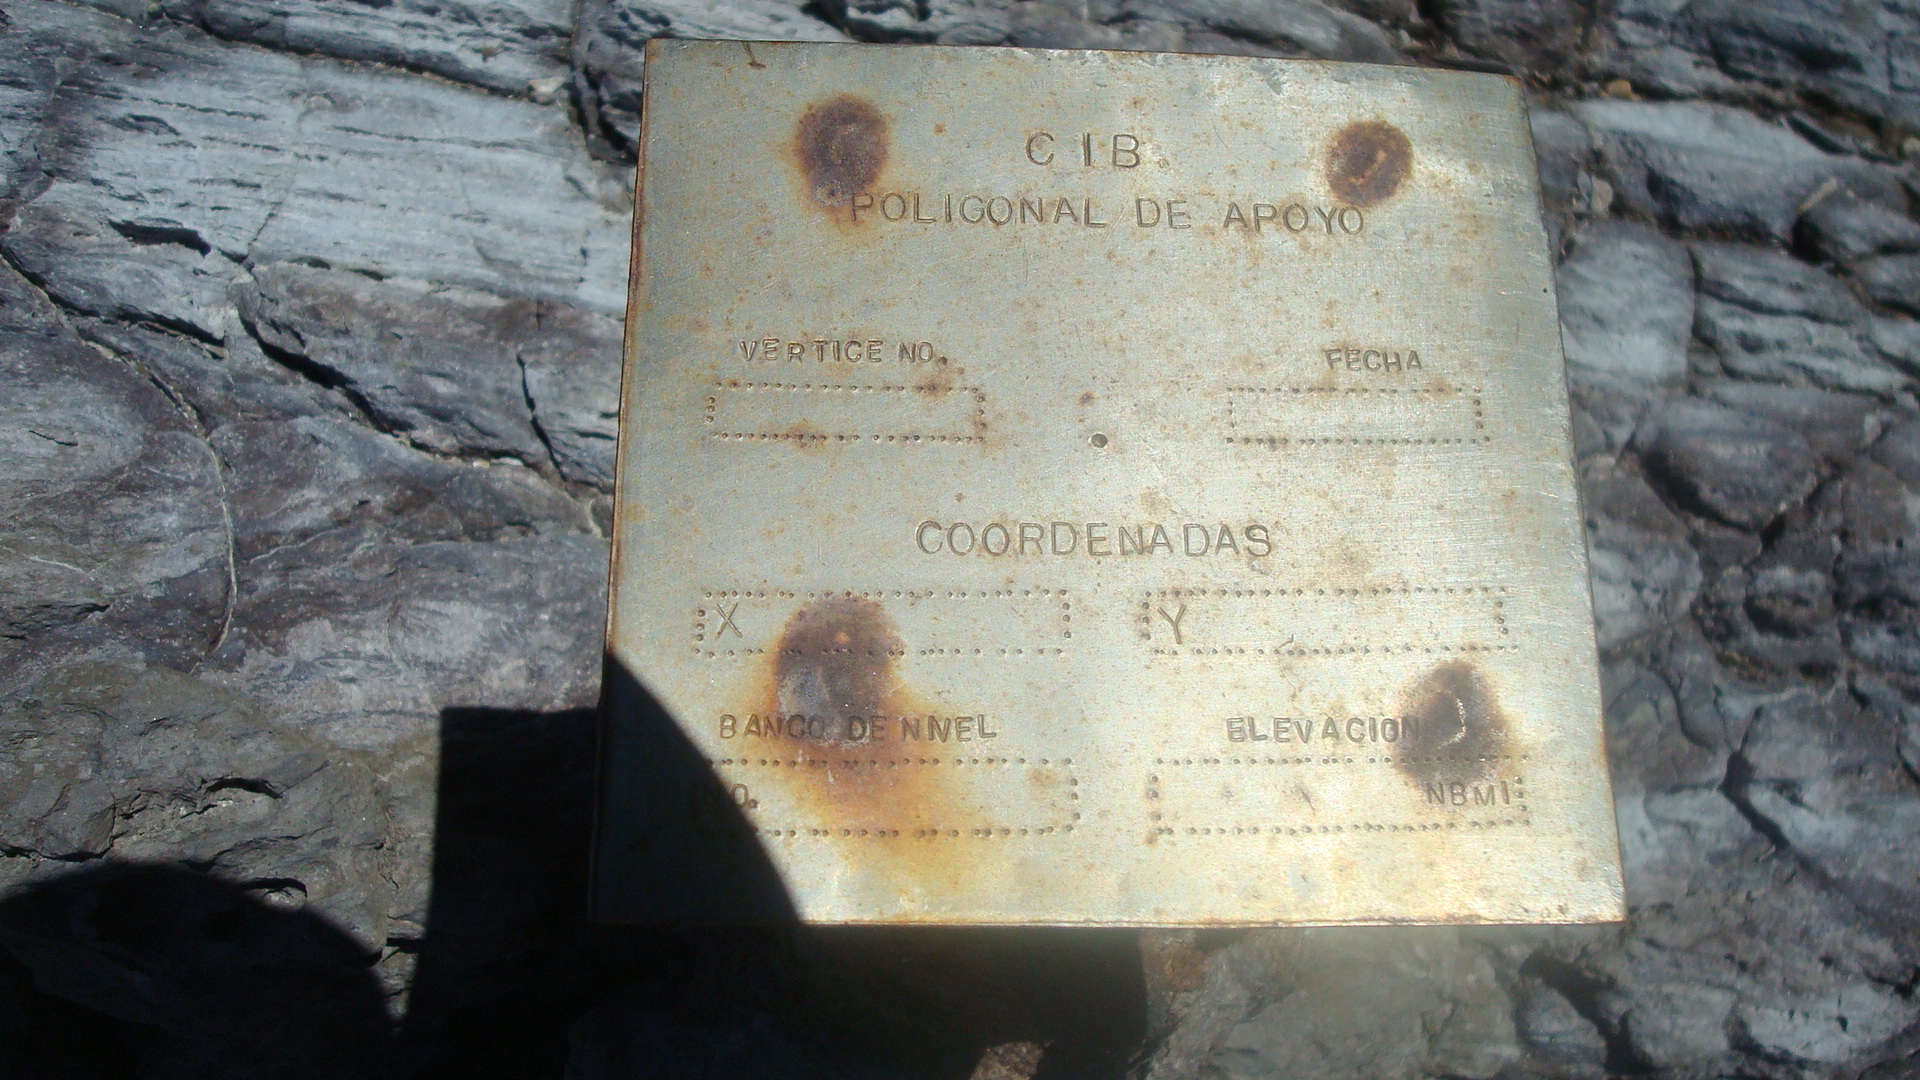 CIB.
POLIGONAL DE APOYO
VERTICE NO. FECHA
COORDENADAS
X Y
BANCO DE NIVEL ELEVACION
NO. NBMI